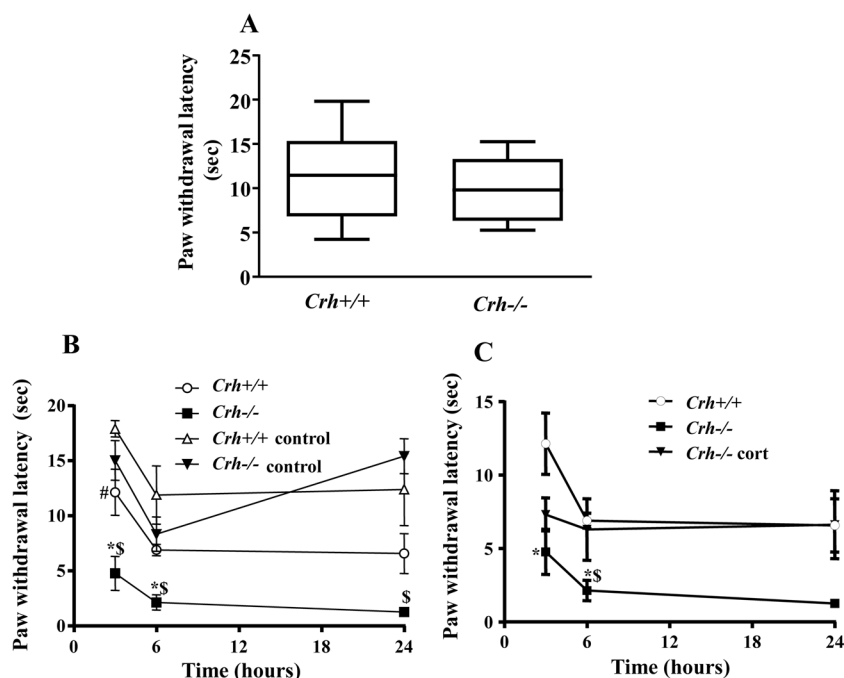 A
Paw withdrawal latency
(sec)
25
20
15
10
5
0
Crh+/+
Crh-/-
B
Crh+/+
Crh-/-
Crh+/+ control
Crh-/- control
Paw withdrawal latency (sec)
20
15
10
5
0
#
*$
*$
$
0
6
12
18
24
Time (hours)
C
Crh+/+
Crh-/-
Crh-/- cort
Paw withdrawal latency (sec)
15
10
5
0
*
*$
0
6
12
18
24
Time (hours)